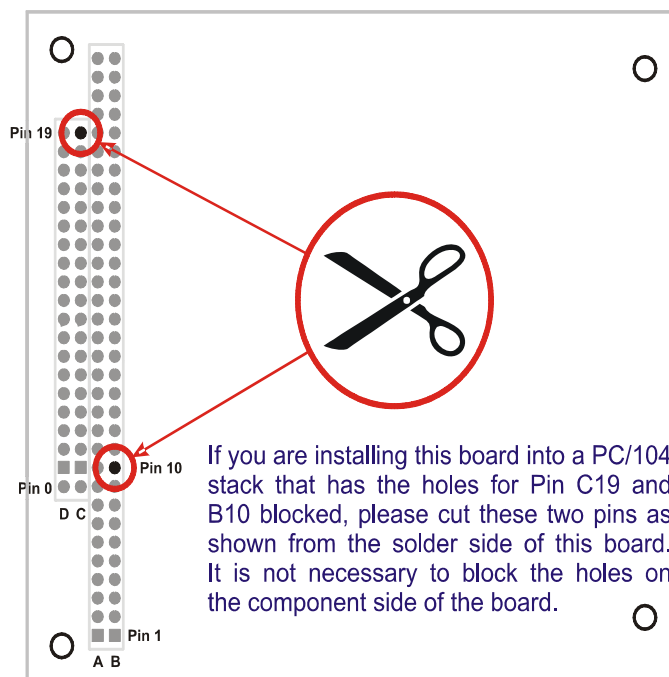 Pin 19
Pin 10
If you are installing this board into a PC/104
stack that has the holes for Pin C19 and
B10 blocked, please cut these two pins as
shown from the solder side of this board.
It is not necessary to block the holes on
the component side of the board.
Pin 0
D C
Pin 1
A B